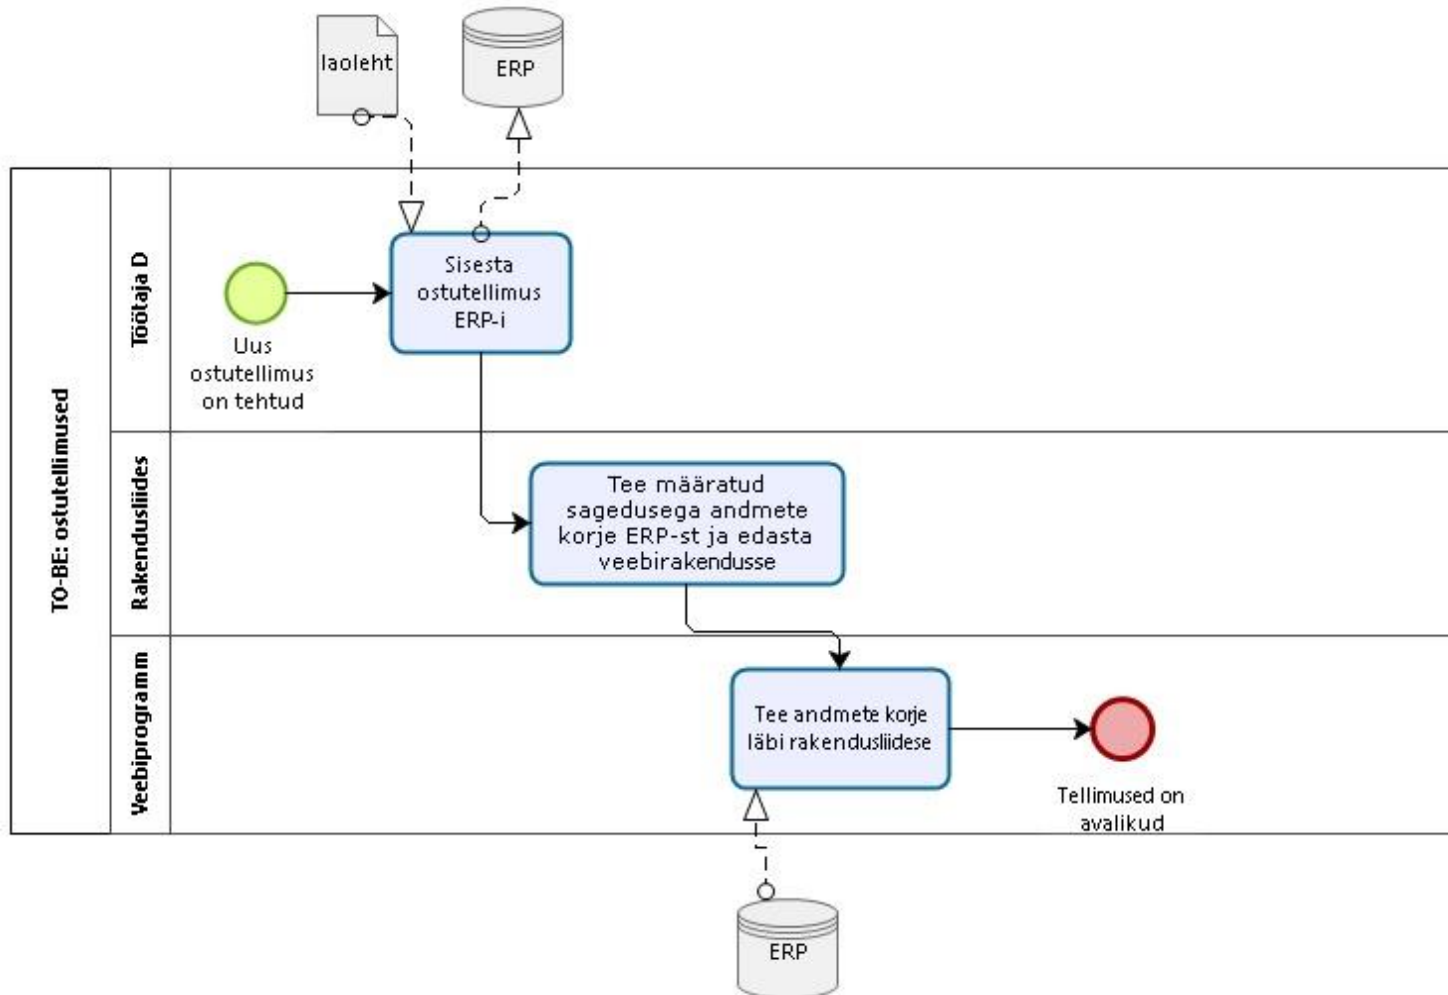 laoleht
ERP
TO-BE: ostutellimused
Töötaja D
Uus
ostutellimus
on tehtud
Sisesta
ostutellimus
ERP-i
Rakendusliides
Tee määratud
sagedusega andmete
korje ERP-st ja edasta
veebirakendusse
Veebiprogramm
Tee andmete korje
läbi rakendusliidese
Tellimused on
avalikud
ERP